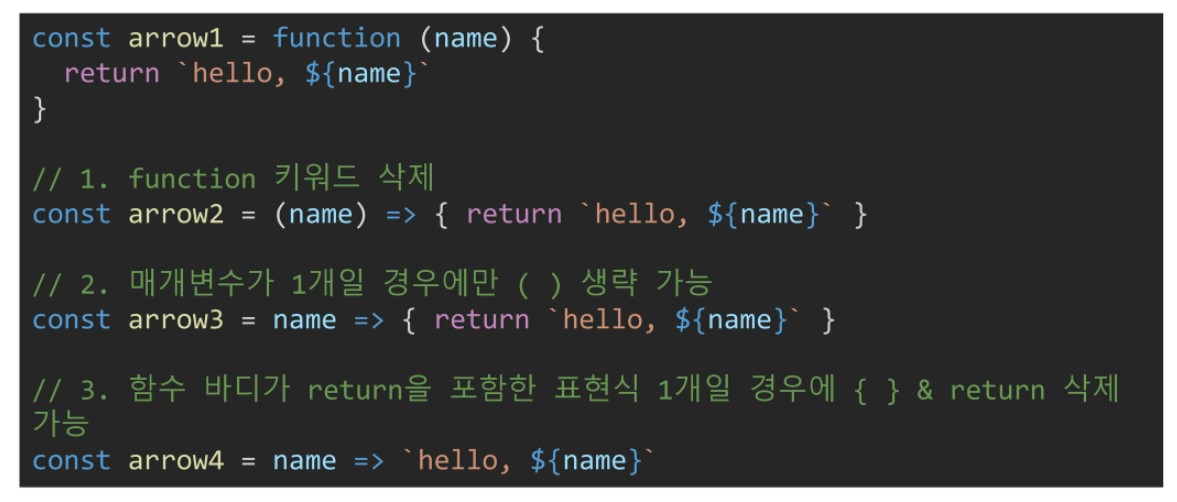 const arrow1 = function (name) {
  return `hello, ${name}`
}

// 1. function 키워드 삭제
const arrow2 = (name) => { return `hello, ${name}` }

// 2. 매개변수가 1개일 경우에만 ( ) 생략 가능
const arrow3 = name => { return `hello, ${name}` }

// 3. 함수 바디가 return을 포함한 표현식 1개일 경우에 { } & return 삭제
가능
const arrow4 = name => `hello, ${name}`